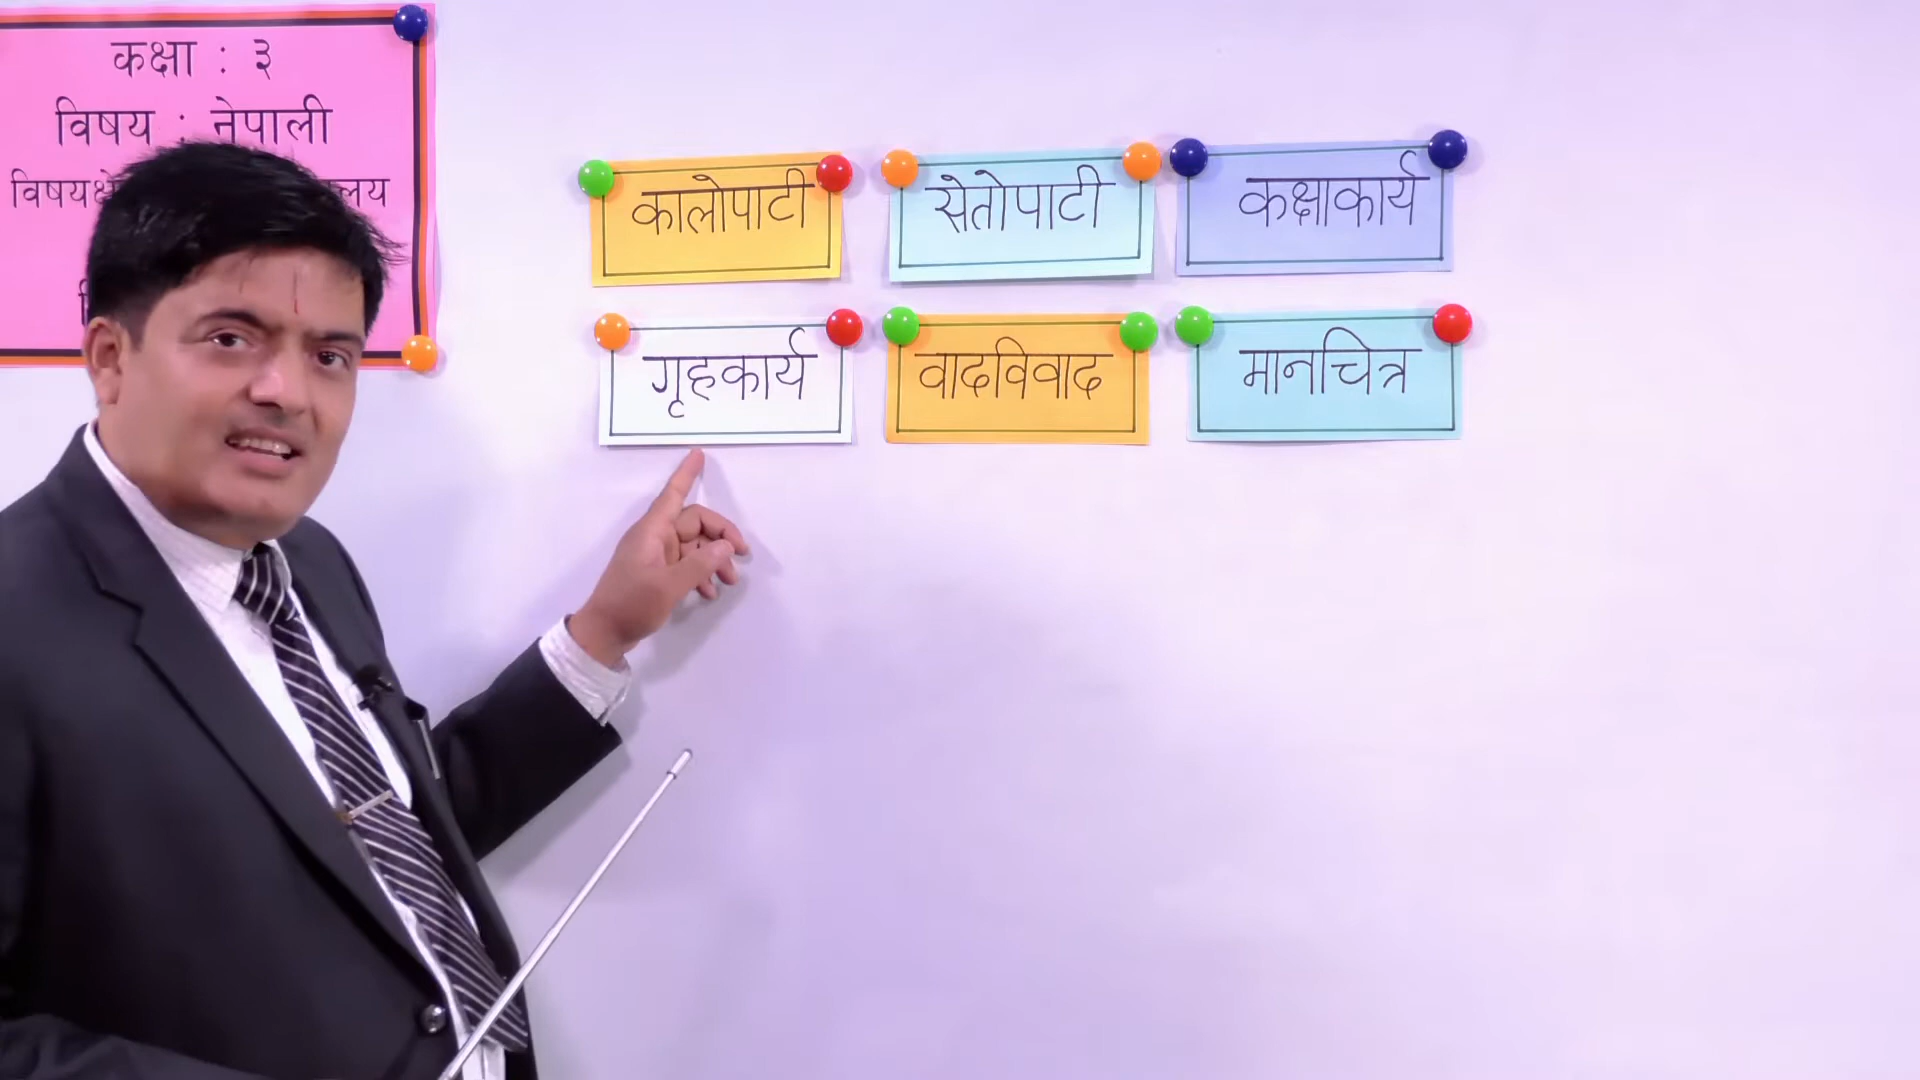 कक्षा : ३
विषय : नेपाली
कालोपाटी
सेतोपाटी
कक्षाकार्य
गृहकार्य
वादविवाद
मानचित्र